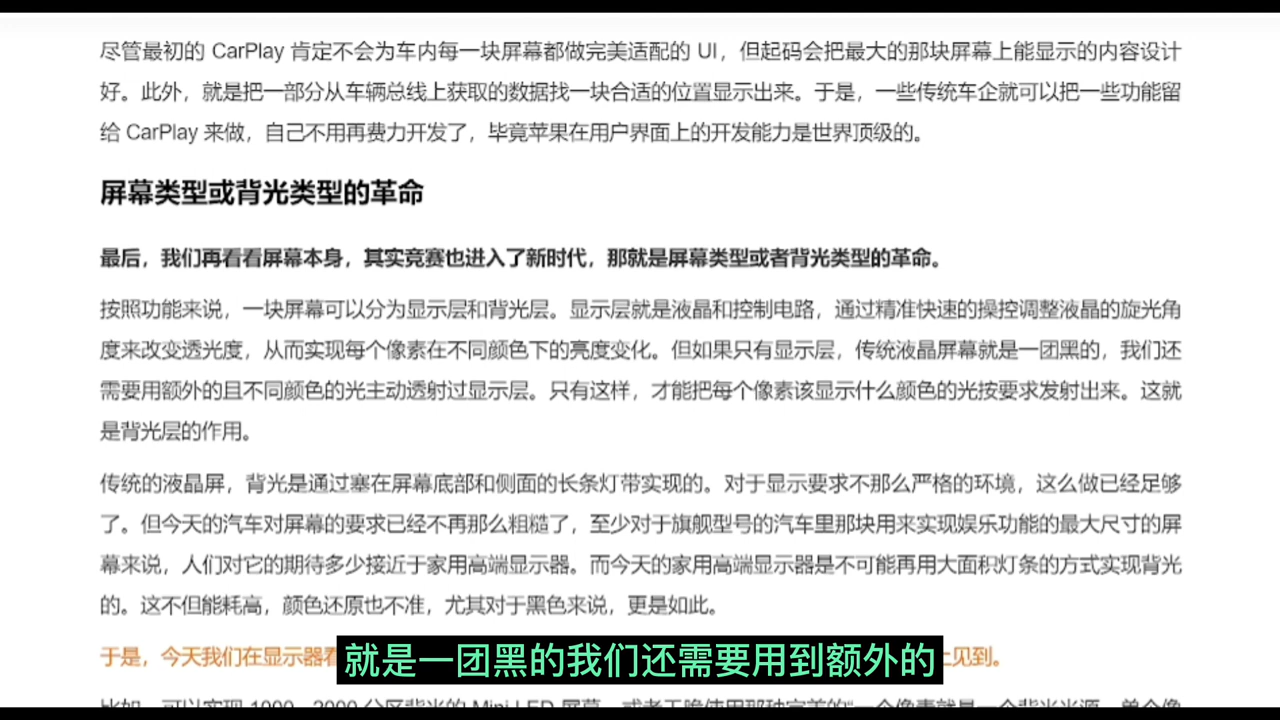 尽管最初的 CarPlay 肯定不会为车内每一块屏幕都做完美适配的 UI，但起码会把最大的那块屏幕上能显示的内容设计
好。此外，就是把一部分从车辆总线上获取的数据找一块合适的位置显示出来。于是，一些传统车企就可以把一些功能留
给 CarPlay 来做，自己不用再费力开发了，毕竟苹果在用户界面上的开发能力是世界顶级的。
屏幕类型或背光类型的革命
最后，我们再看看屏幕本身，其实竞赛也进入了新时代，那就是屏幕类型或者背光类型的革命。
按照功能来说，一块屏幕可以分为显示层和背光层。显示层就是液晶和控制电路，通过精准快速的操控调整液晶的旋光角
度来改变透光度，从而实现每个像素在不同颜色下的亮度变化。但如果只有显示层，传统液晶屏幕就是一团黑的，我们还
需要用额外的且不同颜色的光主动透射过显示层。只有这样，才能把每个像素该显示什么颜色的光按要求发射出来。这就
是背光层的作用。
传统的液晶屏，背光是通过塞在屏幕底部和侧面的长条灯带实现的。对于显示要求不那么严格的环境，这么做已经足够
了。但今天的汽车对屏幕的要求已经不再那么粗糙了，至少对于旗舰型号的汽车里那块用来实现娱乐功能的最大尺寸的屏
幕来说，人们对它的期待多少接近于家用高端显示器。而今天的家用高端显示器是不可能再用大面积灯条的方式实现背光
的。这不但能耗高，颜色还原也不准，尤其对于黑色来说，更是如此。
于是，今天我们在显示器
见到。
就是一团黑的我们还需要用到额外的